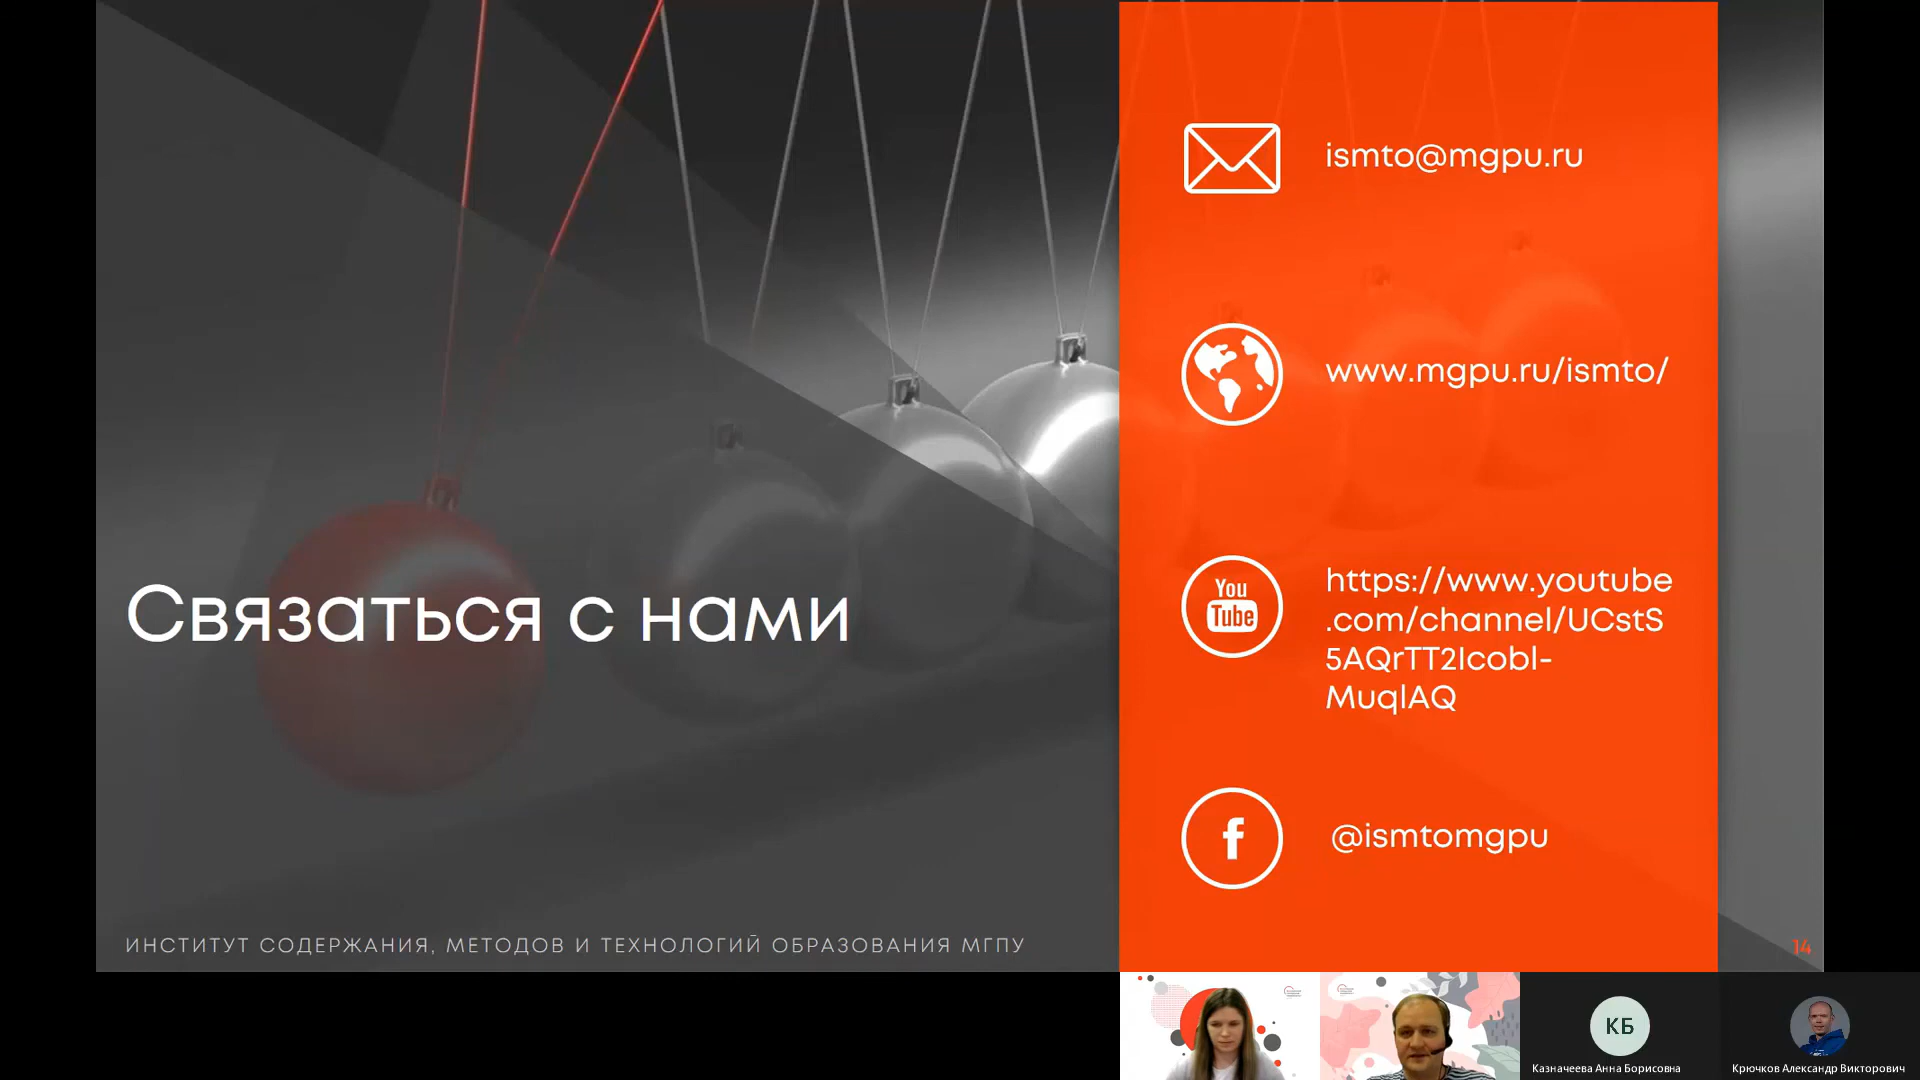 ismto@mgpu.ru
www.mgpu.ru/ismto/
You
Tube
https://www.youtube
.com/channel/UCstS
5AQrTT2Icobl-
MuqlAQ
f
@ismtomgpu
Связаться с нами
ИНСТИТУТ СОДЕРЖАНИЯ, МЕТОДОВ И ТЕХНОЛОГИЙ ОБРАЗОВАНИЯ МГПУ
14
КБ
Казначеева Анна Борисовна
Крючков Александр Викторович